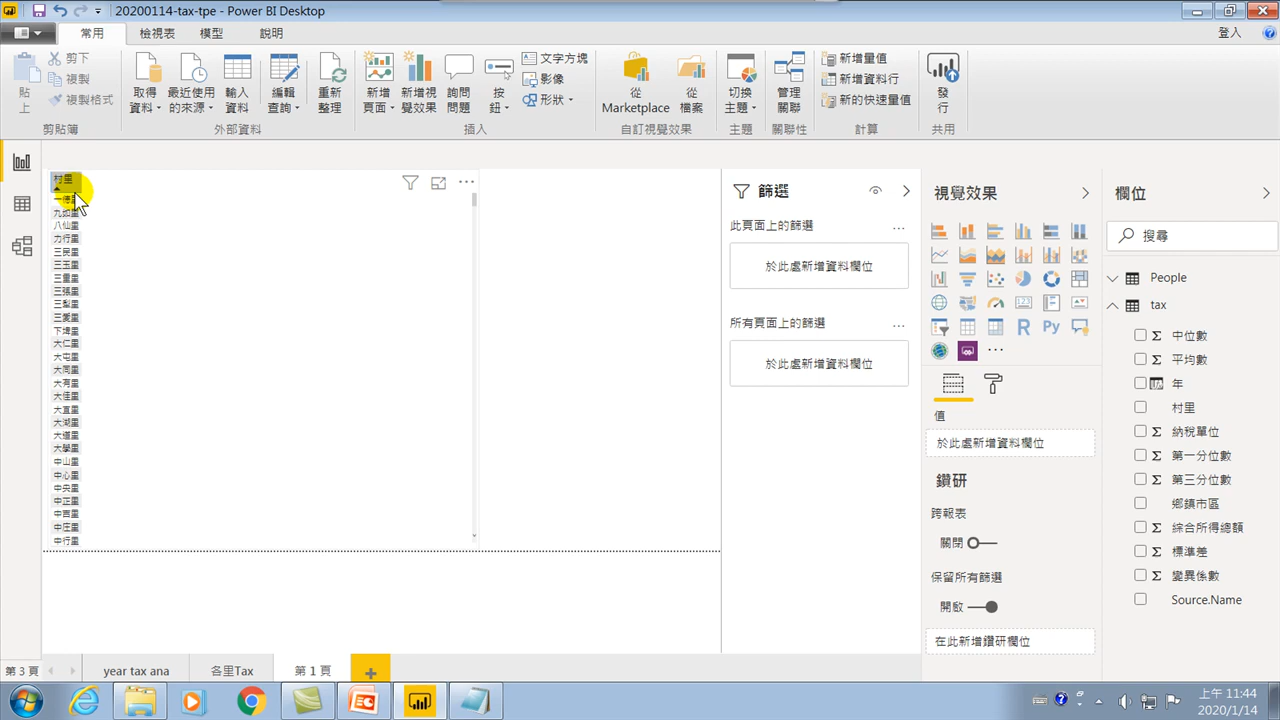 20200114-tax-tpe - Power BI Desktop
常用
檢視表
模型
說明
登入
貼上
剪下
複製
複製格式
剪貼簿
取得資料
最近使用的來源
輸入資料
編輯查詢
重新整理
外部資料
新增頁面
新增視覺效果
詢問問題
按鈕
文字方塊
影像
形狀
插入
從 Marketplace
從檔案
自訂視覺效果
切換主題
主題
管理關聯
關聯性
新增量值
新增資料行
新的快速量值
計算
發行
共用
村里
九如里
八仙里
力行里
三民里
三玉里
三重里
三張里
三犁里
三愛里
下埤里
大仁里
大屯里
大同里
大有里
大佳里
大直里
大湖里
大道里
大學里
中山里
中心里
中央里
中正里
中吉里
中庄里
中行里
篩選
此頁面上的篩選
於此處新增資料欄位
所有頁面上的篩選
於此處新增資料欄位
視覺效果
R
Py
值
於此處新增資料欄位
鑽研
跨報表
關閉
保留所有篩選
開啟
在此新增鑽研欄位
欄位
搜尋
People
tax
中位數
平均數
年
村里
納稅單位
第一分位數
第三分位數
鄉鎮市區
綜合所得總額
標準差
變異係數
Source.Name
第 3 頁
year tax ana
各里Tax
第 1 頁
上午 11:44
2020/1/14